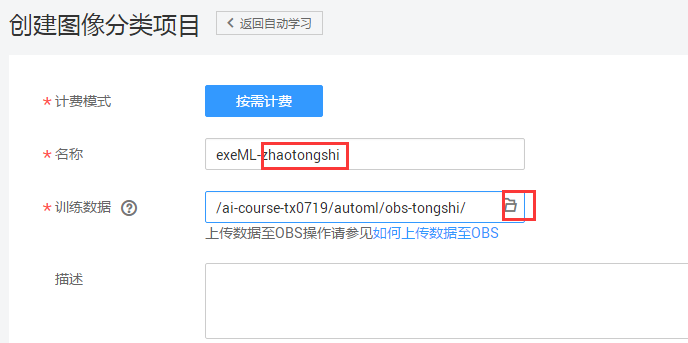 创建图像分类项目 < 返回自动学习
* 计费模式 按需计费
* 名称 exeML-zhaotongshi
* 训练数据 ? /ai-course-tx0719/automl/obs-tongshi/
上传数据至OBS操作请参见如何上传数据至OBS
描述